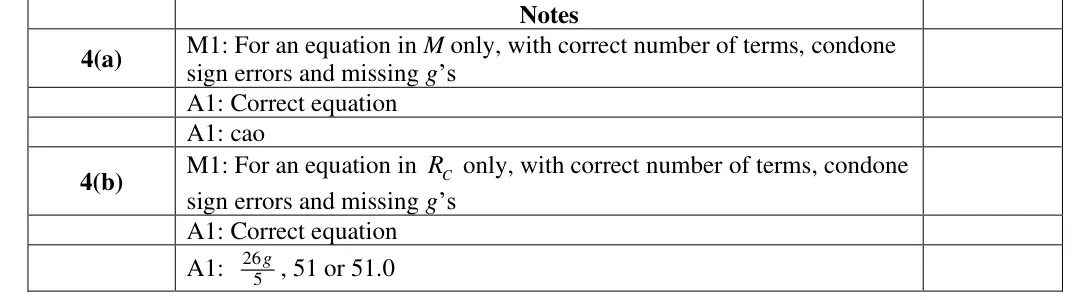 Notes
4(a)
M1: For an equation in M only, with correct number of terms, condone
sign errors and missing g’s
A1: Correct equation
A1: cao
4(b)
M1: For an equation in R_C only, with correct number of terms, condone
sign errors and missing g’s
A1: Correct equation
A1: 26g/5 , 51 or 51.0